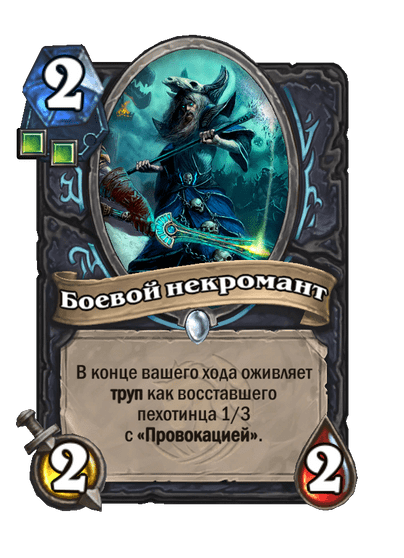 2
Боевой некромант
В конце вашего хода оживляет
труп как восставшего
пехотинца 1/3
с «Провокацией».
2
2